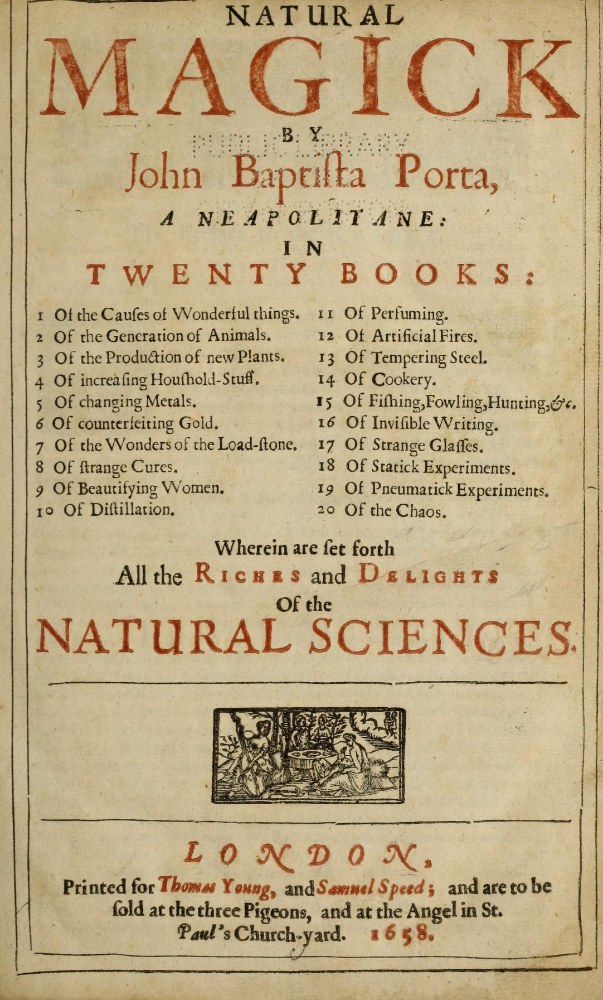 NATURAL
MAGICK
BY
PUBLIC LIBRARY
John Baptiſta Porta,
A NEAPOLITANE:
IN
TWENTY BOOKS:
1 Of the Cauſes of Wonderful things.
2 Of the Generation of Animals.
3 Of the Production of new Plants.
4 Of increaſing Houſhold-Stuff.
5 Of changing Metals.
6 Of counterfeiting Gold.
7 Of the Wonders of the Load-ſtone.
8 Of ſtrange Cures.
9 Of Beautifying Women.
10 Of Diſtillation.
11 Of Perfuming.
12 Of Artificial Fires.
13 Of Tempering Steel.
14 Of Cookery.
15 Of Fiſhing, Fowling, Hunting, &c.
16 Of Inviſible Writing.
17 Of Strange Glaſſes.
18 Of Statick Experiments.
19 Of Pneumatick Experiments.
20 Of the Chaos.
Wherein are ſet forth
All the RICHES and DELIGHTS
Of the
NATURAL SCIENCES.
LONDON,
Printed for Thomas Young, and Samuel Speed; and are to be
ſold at the three Pigeons, and at the Angel in St.
Paul's Church-yard. 1658.